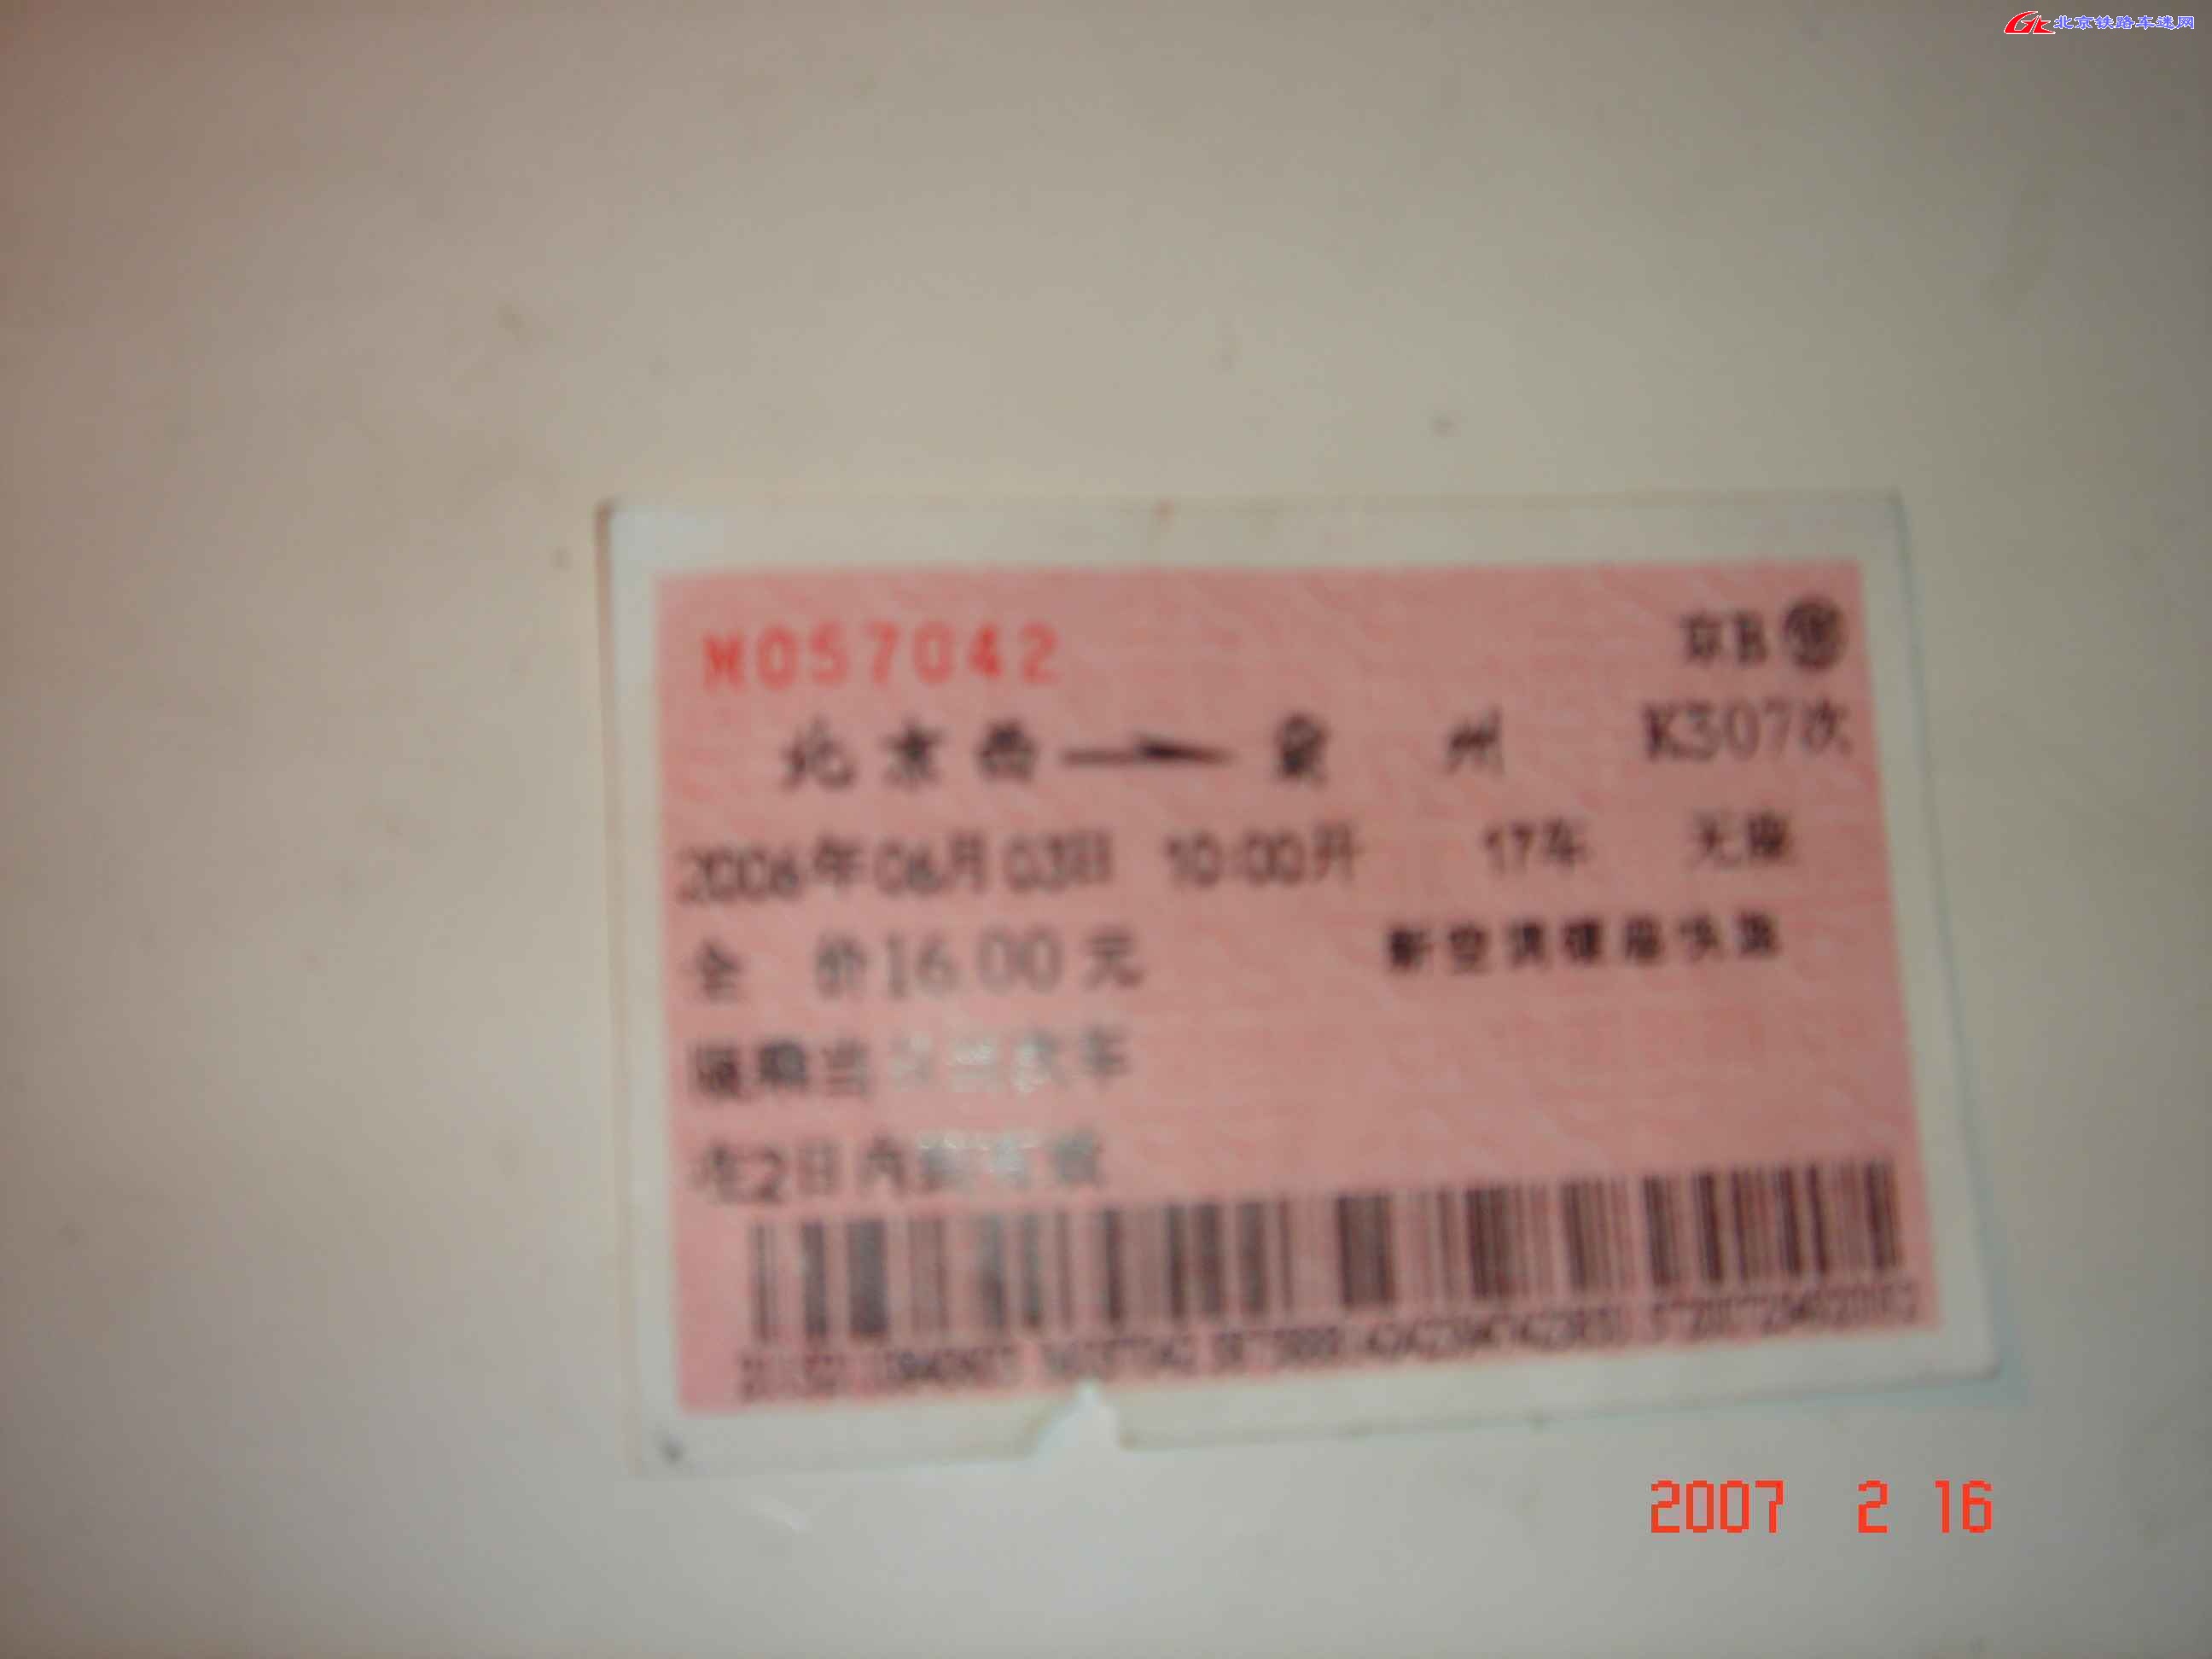 北京铁路车迷网
M057042
京B
北京西 州 K307次
2006年06月03日 10:00开 17车 无座
全 价16.00元 新空调硬座快速
限乘当日当次车
在2日内到有效
2007 2 16